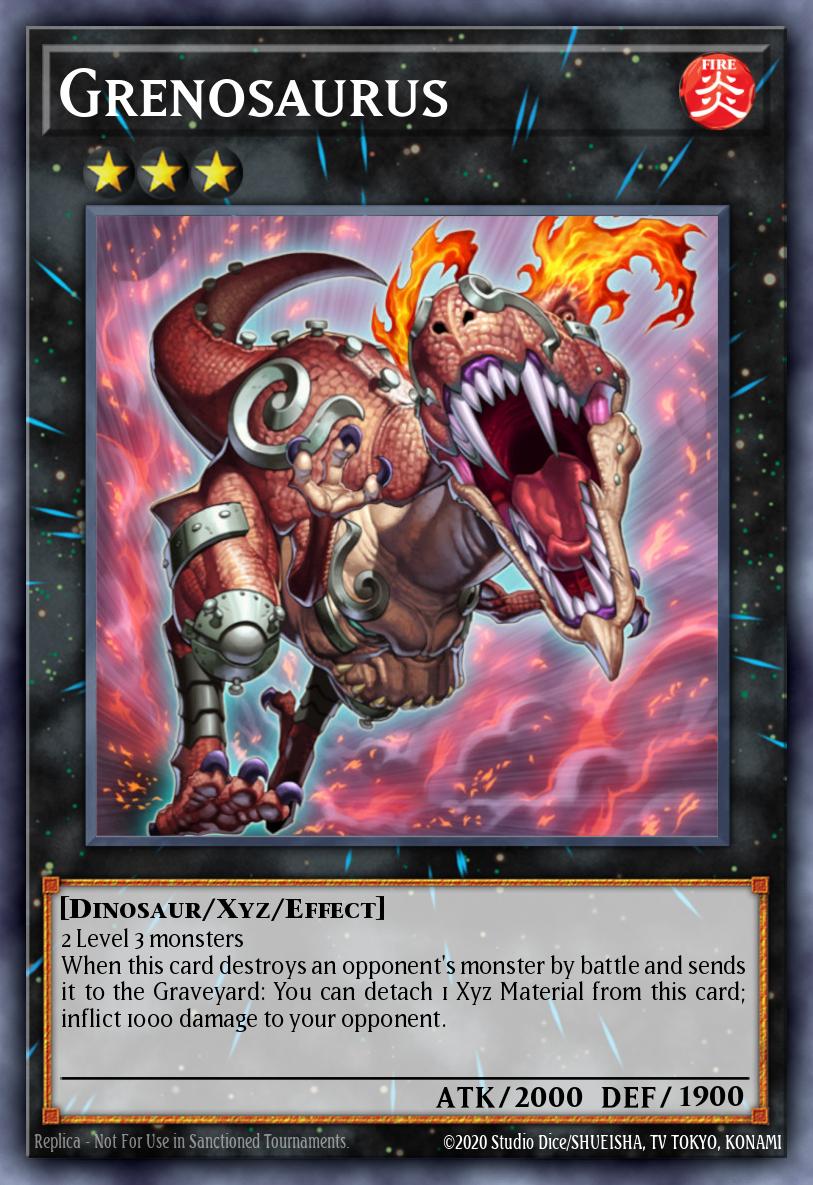 GRENOSAURUS
FIRE
炎
[DINOSAUR/XYZ/EFFECT]
2 Level 3 monsters
When this card destroys an opponent's monster by battle and sends
it to the Graveyard: You can detach 1 Xyz Material from this card;
inflict 1000 damage to your opponent.
ATK/2000 DEF/1900
Replica - Not For Use in Sanctioned Tournaments.
©2020 Studio Dice/SHUEISHA, TV TOKYO, KONAMI